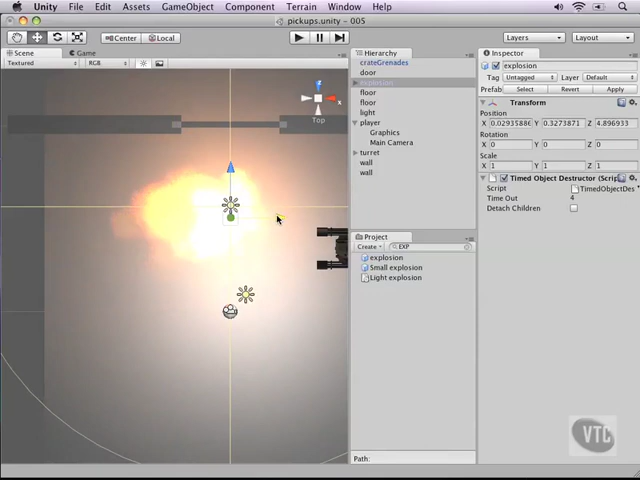 Unity File Edit Assets GameObject Component Terrain Window Help
pickups.unity - 005
Center Local Layers Layout
Scene Game
Textured RGB
Top
x
Hierarchy
crateGrenades
door
explosion
floor
floor
light
player
Graphics
Main Camera
turret
wall
wall
Project
Create EXP
explosion
Small explosion
Light explosion
Path:
Inspector
explosion
Tag Untagged Layer Default
Prefab Select Revert Apply
Transform
Position
X 0.02935886 Y 0.3273871 Z 4.896933
Rotation
X 0 Y 0 Z 0
Scale
X 1 Y 1 Z 1
Timed Object Destructor (Scrip
Script TimedObjectDes
Time Out 4
Detach Children
VTC